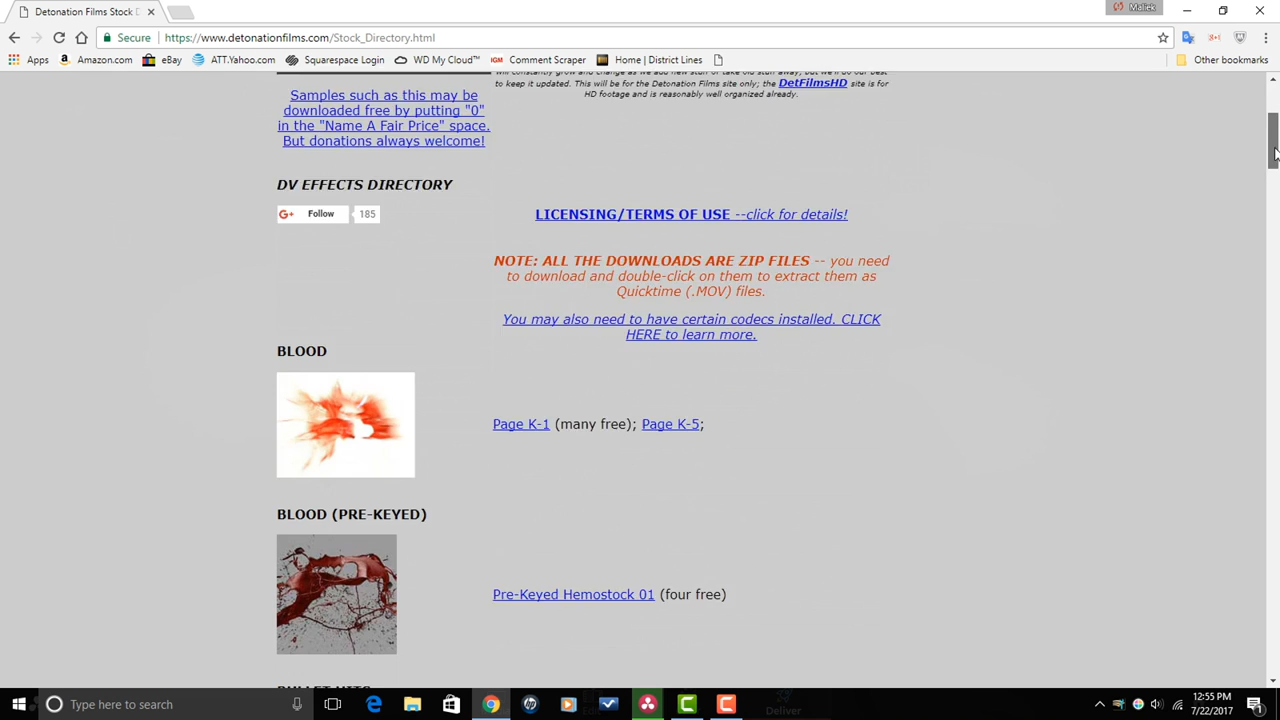 Detonation Films Stock D
Maliek
Secure
https://www.detonationfilms.com/Stock_Directory.html
Apps
Amazon.com
eBay
ATT.Yahoo.com
Squarespace Login
WD My Cloud™
Comment Scraper
Home | District Lines
Other bookmarks
will constantly grow and change as we add new stuff or take old stuff away, but we'll do our best
to keep it updated. This will be for the Detonation Films site only; the DetFilmsHD site is for
HD footage and is reasonably well organized already.
Samples such as this may be
downloaded free by putting "0"
in the "Name A Fair Price" space.
But donations always welcome!
DV EFFECTS DIRECTORY
Follow 185
LICENSING/TERMS OF USE --click for details!
NOTE: ALL THE DOWNLOADS ARE ZIP FILES -- you need
to download and double-click on them to extract them as
Quicktime (.MOV) files.
You may also need to have certain codecs installed. CLICK
HERE to learn more.
BLOOD
Page K-1 (many free); Page K-5;
BLOOD (PRE-KEYED)
Pre-Keyed Hemostock 01 (four free)
BULLET HITS
Type here to search
Deliver
12:55 PM
7/22/2017